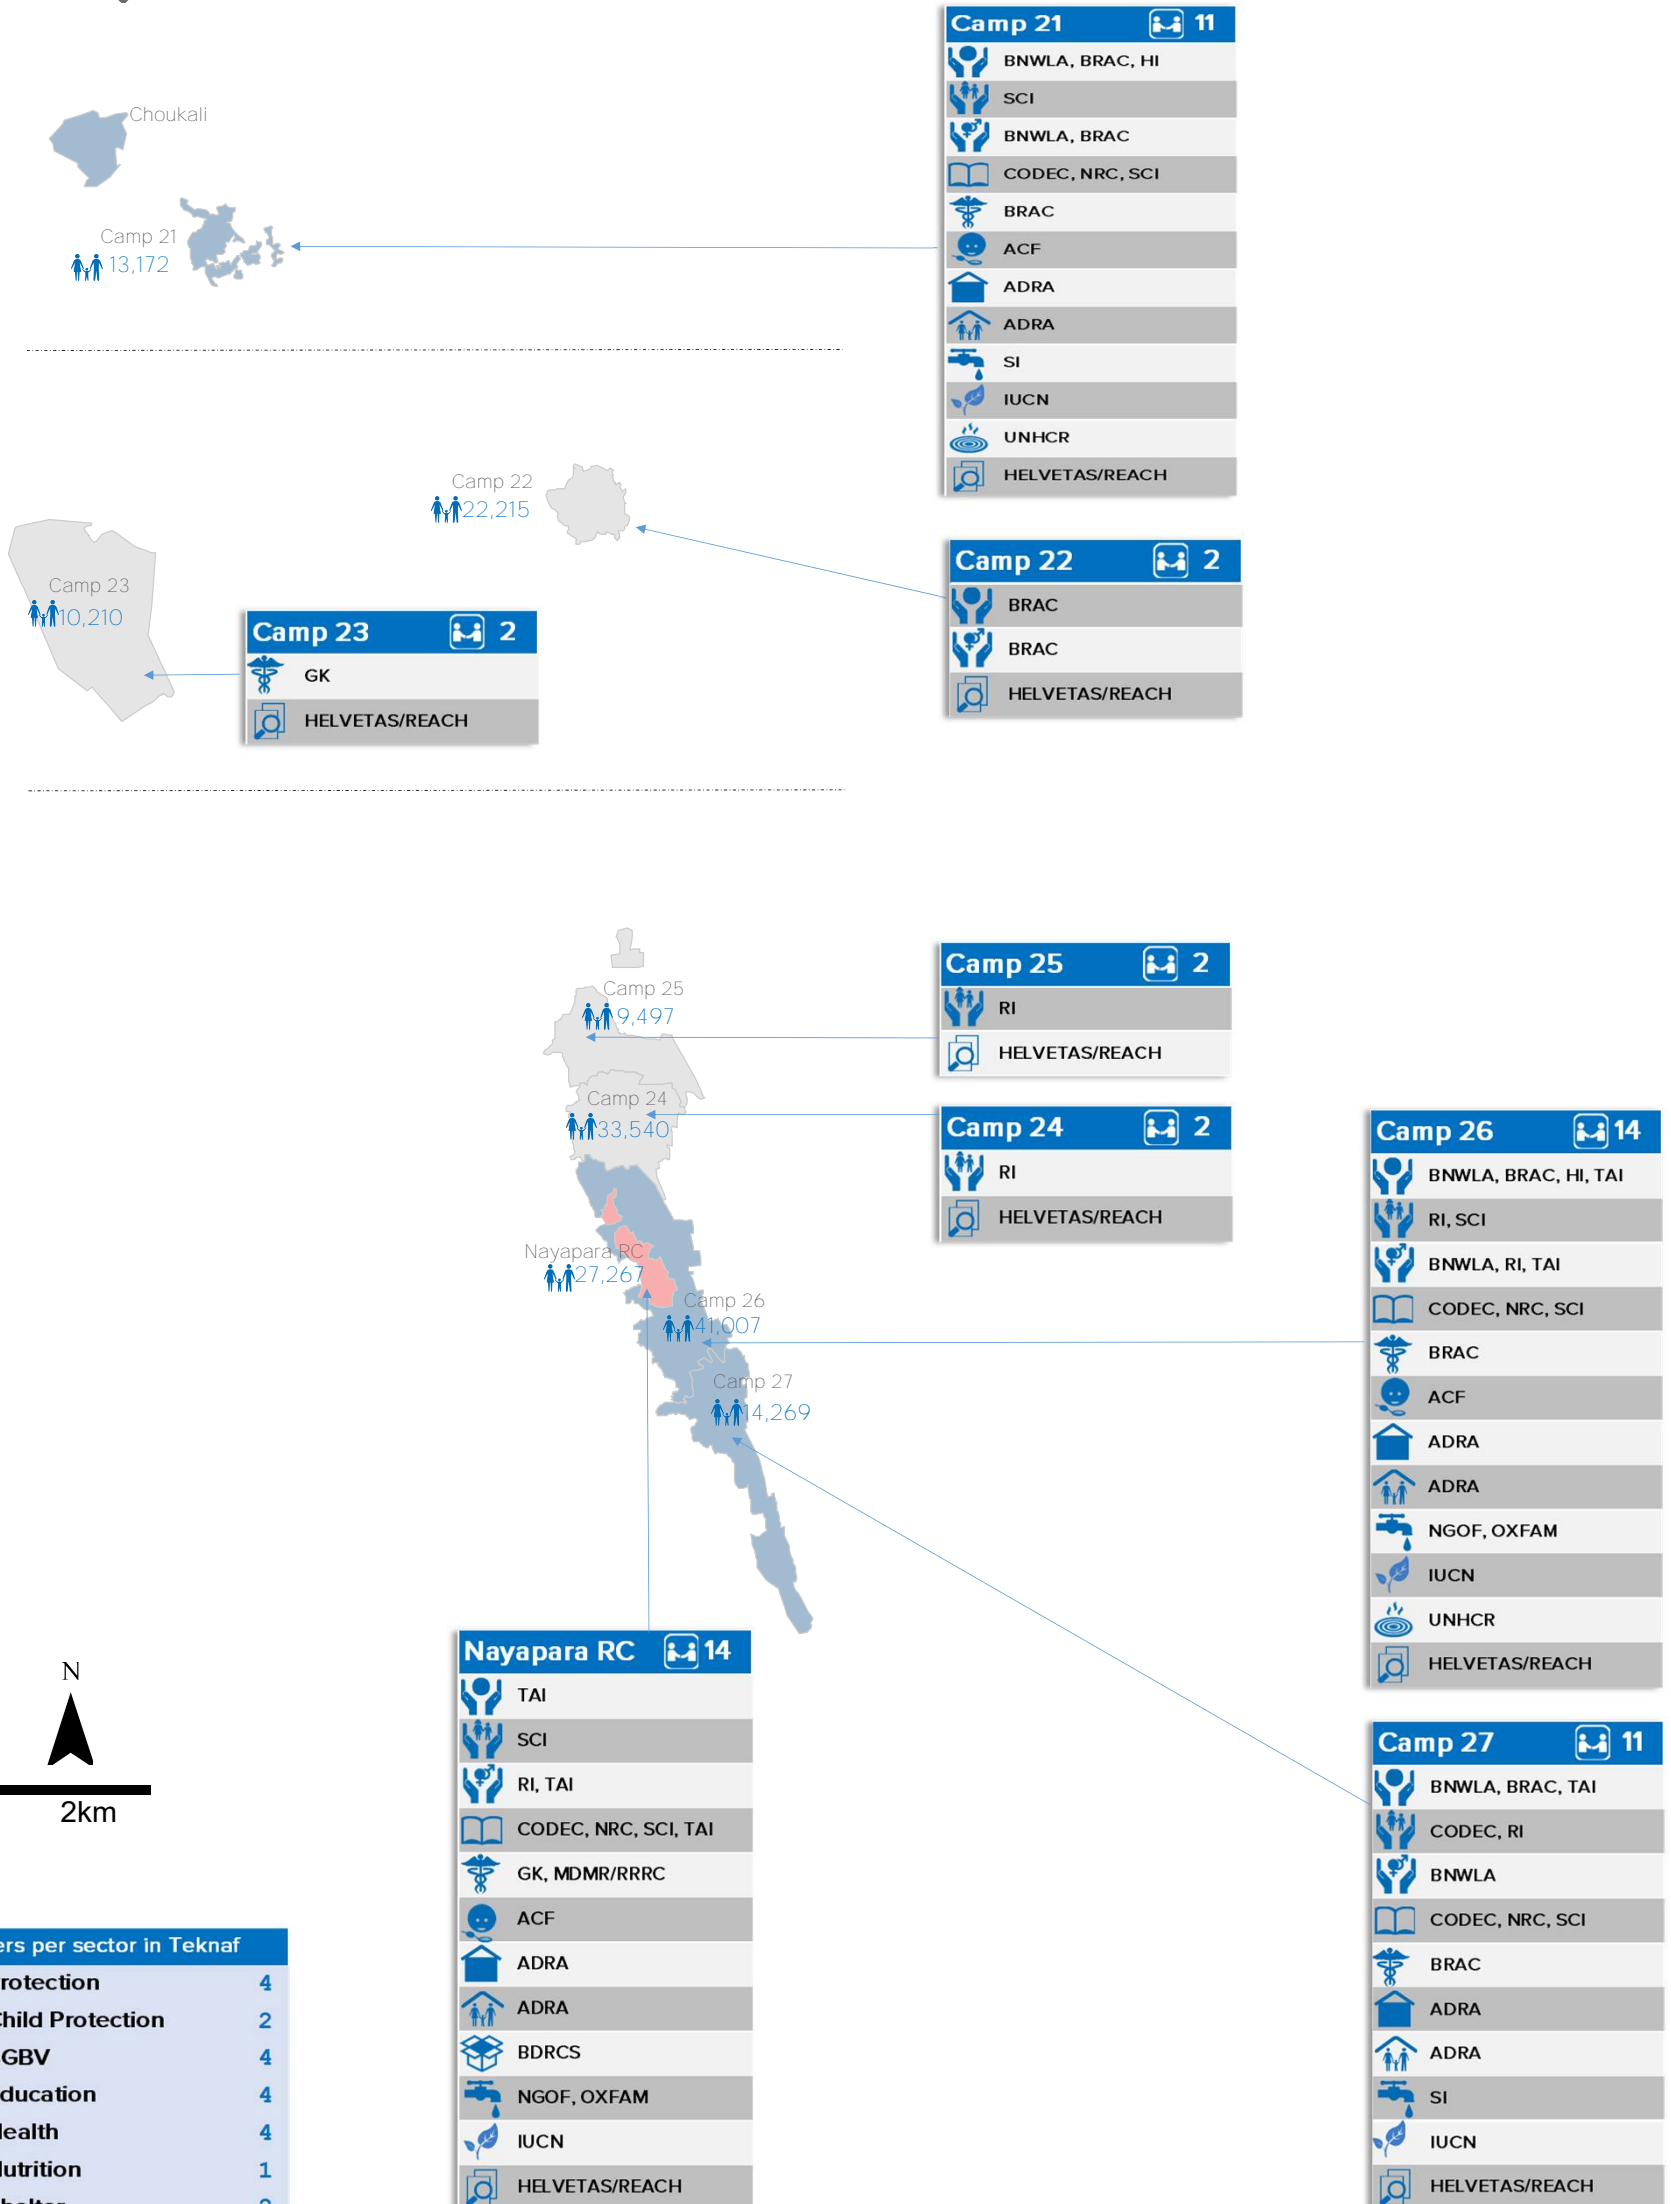 Camp 21 11
BNWLA, BRAC, HI
SCI
BNWLA, BRAC
CODEC, NRC, SCI
BRAC
ACF
ADRA
ADRA
SI
IUCN
UNHCR
HELVETAS/REACH
Choukali
Camp 21
13,172
Camp 22
22,215
Camp 22 2
BRAC
BRAC
HELVETAS/REACH
Camp 23
10,210
Camp 23 2
GK
HELVETAS/REACH
Camp 25
9,497
Camp 25 2
RI
HELVETAS/REACH
Camp 24
33,540
Camp 24 2
RI
HELVETAS/REACH
Nayapara RC
27,267
Camp 26
41,007
Camp 27
14,269
Camp 26 14
BNWLA, BRAC, HI, TAI
RI, SCI
BNWLA, RI, TAI
CODEC, NRC, SCI
BRAC
ACF
ADRA
ADRA
NGOF, OXFAM
IUCN
UNHCR
HELVETAS/REACH
Nayapara RC 14
TAI
SCI
RI, TAI
CODEC, NRC, SCI, TAI
GK, MDMR/RRRC
ACF
ADRA
ADRA
BDRCS
NGOF, OXFAM
IUCN
HELVETAS/REACH
Camp 27 11
BNWLA, BRAC, TAI
CODEC, RI
BNWLA
CODEC, NRC, SCI
BRAC
ADRA
ADRA
SI
IUCN
HELVETAS/REACH
N
2km
ers per sector in Teknaf
rotection 4
hild Protection 2
GBV 4
ducation 4
ealth 4
utrition 1